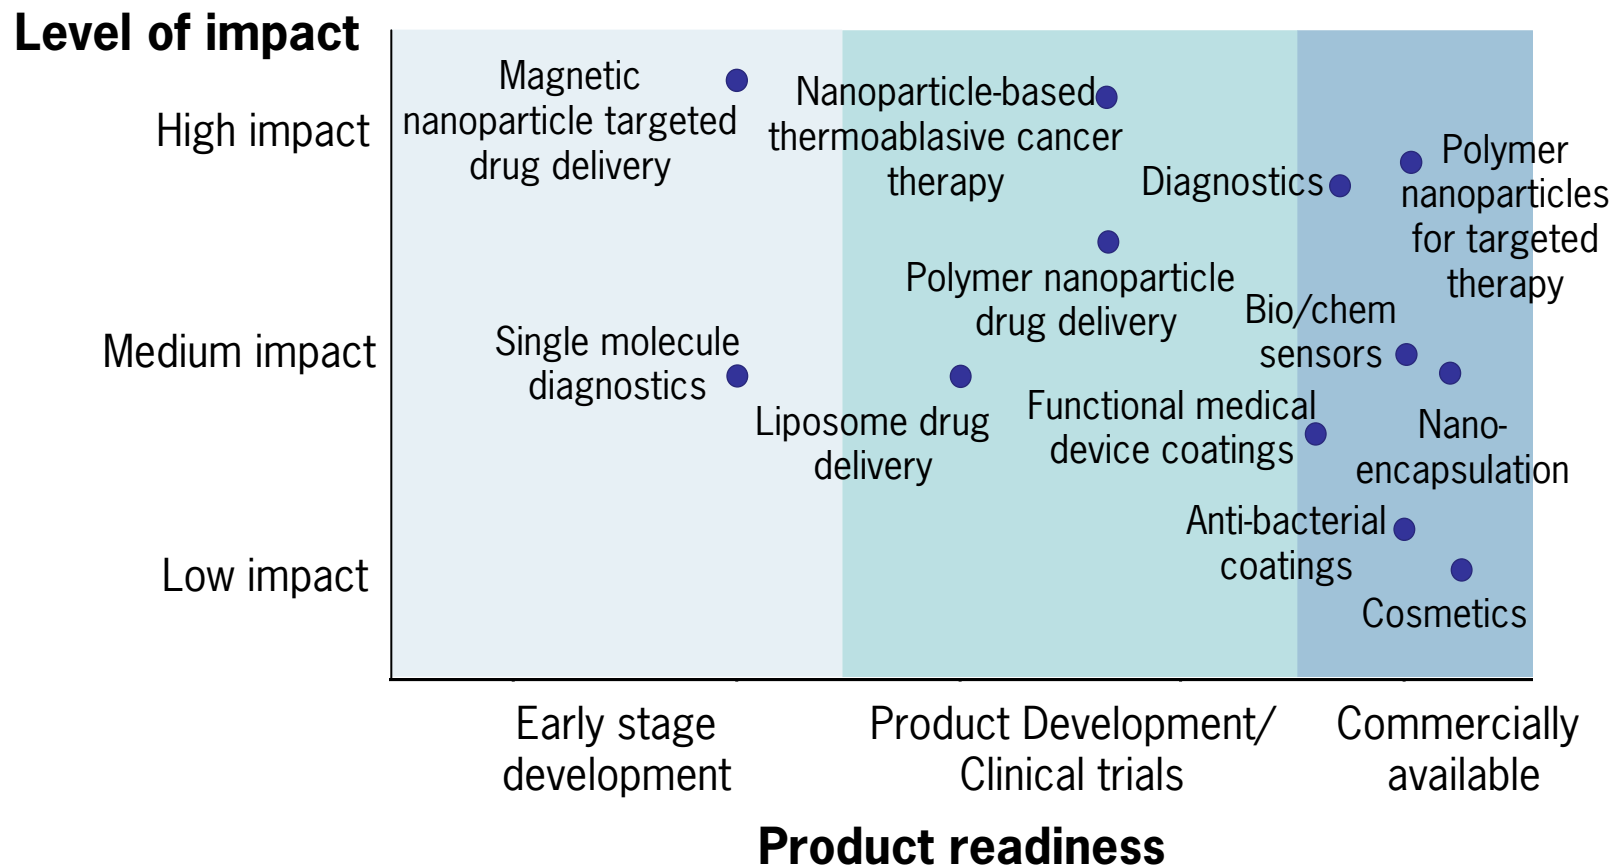 Level of impact
High impact
Medium impact
Low impact
Magnetic
nanoparticle targeted
drug delivery
Nanoparticle-based
thermoablasive cancer
therapy
Diagnostics
Polymer
nanoparticles
for targeted
therapy
Polymer nanoparticle
drug delivery
Bio/chem
sensors
Single molecule
diagnostics
Liposome drug
delivery
Functional medical
device coatings
Nano-
encapsulation
Anti-bacterial
coatings
Cosmetics
Early stage
development
Product Development/
Clinical trials
Commercially
available
Product readiness